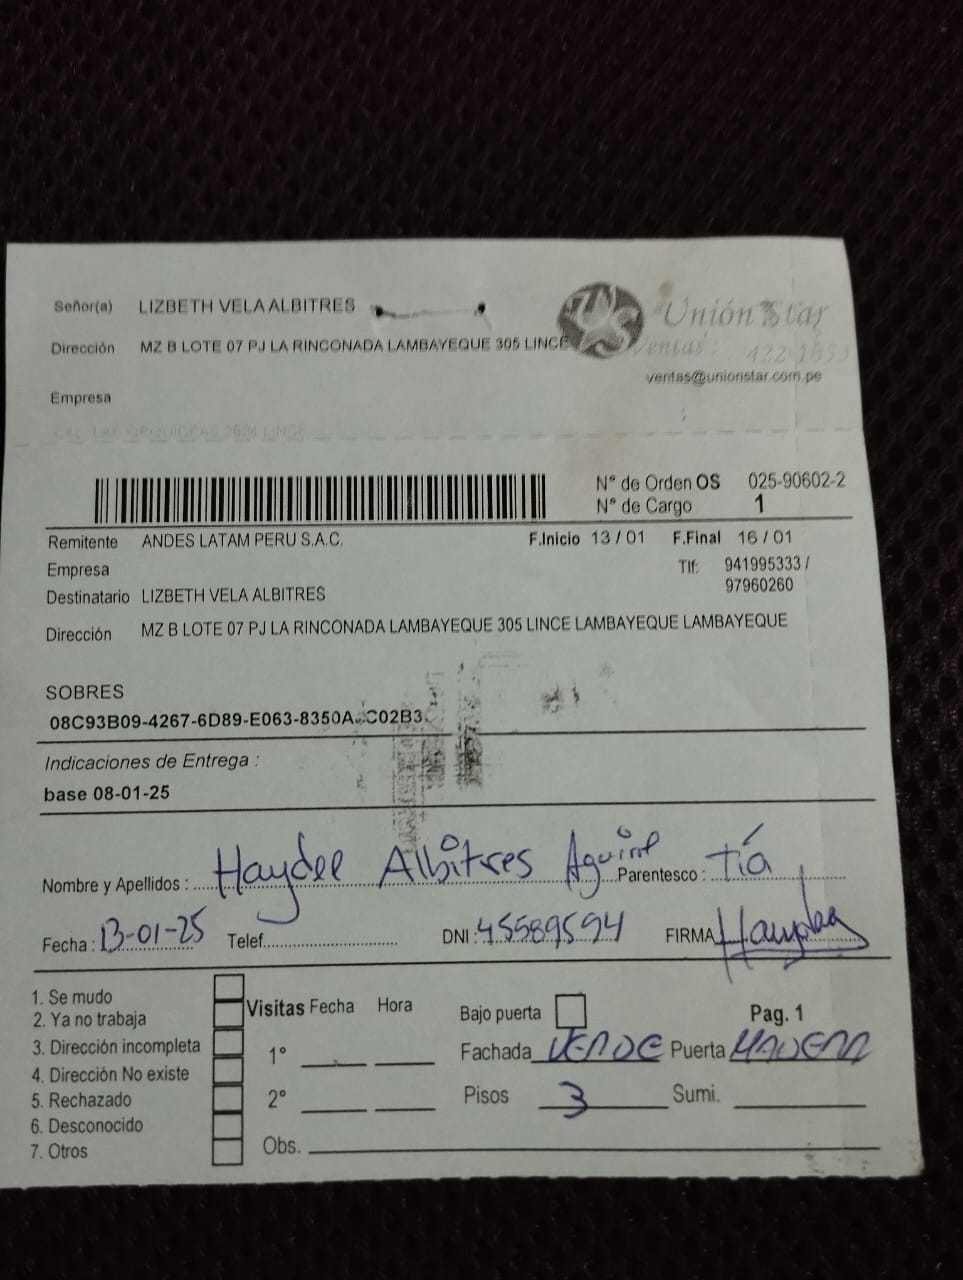 Señor(a) LIZBETH VELA ALBITRES
Unión Star
Dirección MZ B LOTE 07 PJ LA RINCONADA LAMBAYEQUE 305 LINCE
Ventas: 422-1853
ventas@unionstar.com.pe
Empresa
N° de Orden OS 025-90602-2
N° de Cargo 1
Remitente ANDES LATAM PERU S.A.C. F.Inicio 13 / 01 F.Final 16 / 01
Empresa Tlf: 941995333 /
97960260
Destinatario LIZBETH VELA ALBITRES
Dirección MZ B LOTE 07 PJ LA RINCONADA LAMBAYEQUE 305 LINCE LAMBAYEQUE LAMBAYEQUE
SOBRES
08C93B09-4267-6D89-E063-8350A C02B3
Indicaciones de Entrega :
base 08-01-25
Nombre y Apellidos : Haydee Albitres Parentesco : tía
Fecha : 13-01-25 Telef. DNI : 45589594 FIRMA Haydee
1. Se mudo
2. Ya no trabaja
3. Dirección incompleta
4. Dirección No existe
5. Rechazado
6. Desconocido
7. Otros
Visitas Fecha Hora
1°
2°
Obs.
Bajo puerta Pag. 1
Fachada VERDE Puerta MADERA
Pisos 3 Sumi.